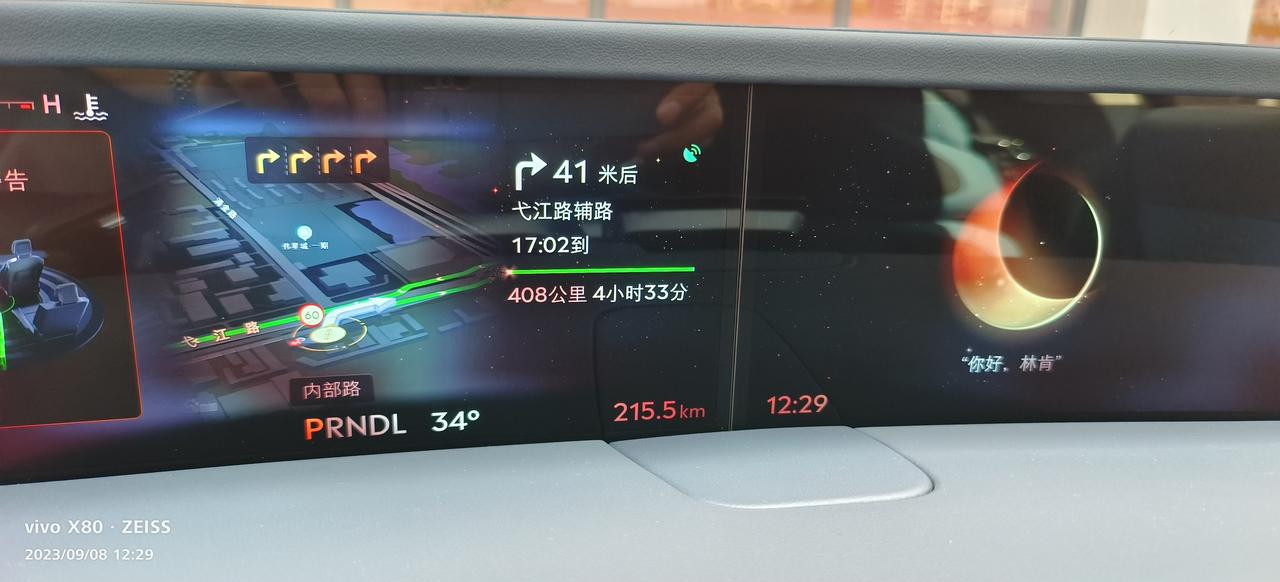 H
告
41 米后
弋江路辅路
17:02到
408公里 4小时33分
60
弋江路
内部路
PRNDL 34°
215.5km
12:29
“你好，林肯”
vivo X80 · ZEISS
2023/09/08 12:29